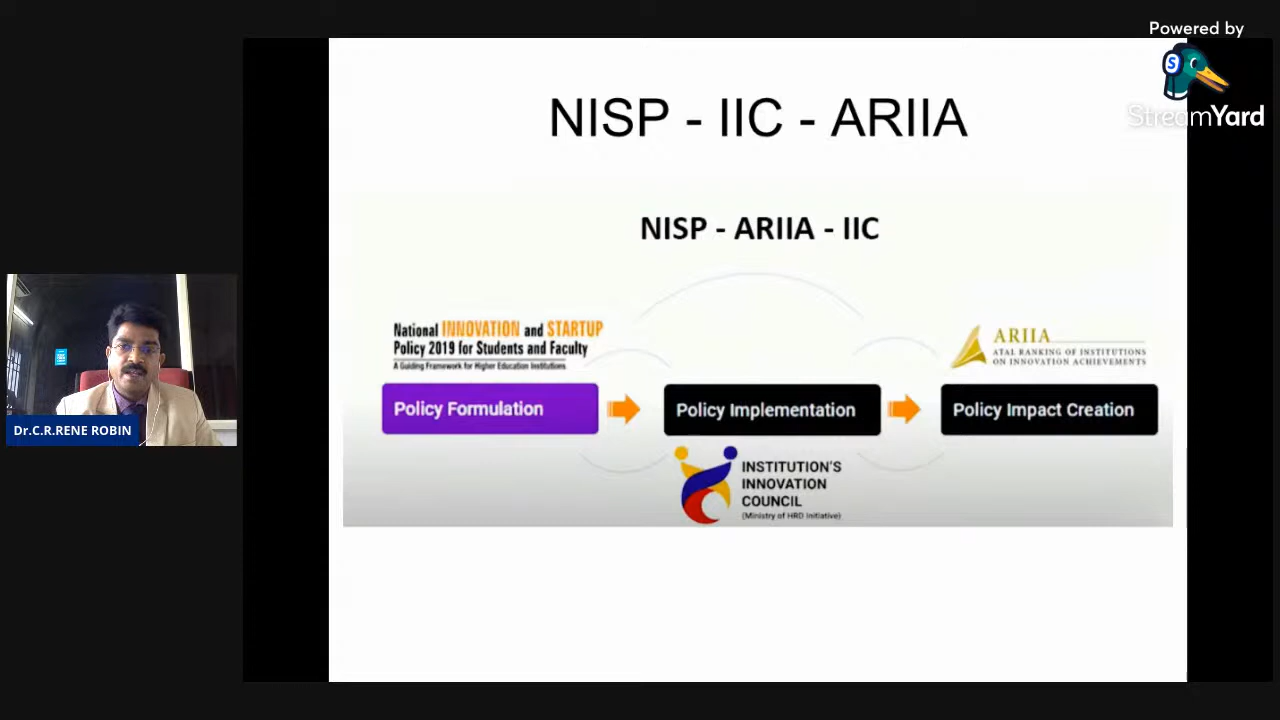 Powered by
StreamYard
NISP - IIC - ARIIA
NISP - ARIIA - IIC
National INNOVATION and STARTUP
Policy 2019 for Students and Faculty
A Guiding Framework for Higher Education Institutions
ARIIA
ATAL RANKING OF INSTITUTIONS
ON INNOVATION ACHIEVEMENTS
Policy Formulation
Policy Implementation
Policy Impact Creation
INSTITUTION'S
INNOVATION
COUNCIL
(Ministry of HRD Initiative)
Dr.C.R.RENE ROBIN